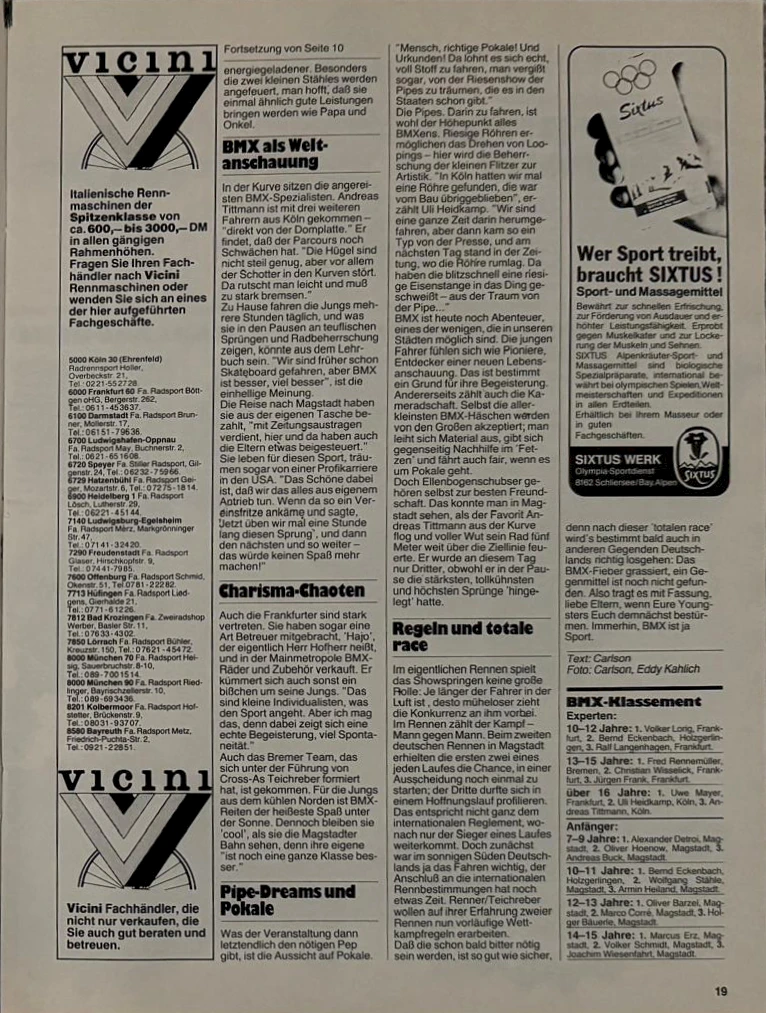 vicini
Italienische Renn-
maschinen der
Spitzenklasse von
ca. 600,– bis 3000,– DM
in allen gängigen
Rahmenhöhen.
Fragen Sie Ihren Fach-
händler nach Vicini
Rennmaschinen oder
wenden Sie sich an eines
der hier aufgeführten
Fachgeschäfte.
5000 Köln 30 (Ehrenfeld)
Radrennsport Holler,
Overbeckstr. 21,
Tel.: 0221-552728
6000 Frankfurt 60 Fa. Radsport Bött-
gen oHG, Bergerstr. 262,
Tel.: 0611-453637.
6100 Darmstadt Fa. Radsport Brun-
ner, Mollerstr. 17,
Tel.: 06151-79636.
6700 Ludwigshafen-Oppnau
Fa. Radsport May, Buchnerstr. 2,
Tel.: 0621-651608.
6720 Speyer Fa. Stiller Radsport, Gil-
genstr. 24, Tel.: 06232-75966.
6729 Hatzenbühl Fa. Radsport Gei-
ger, Mozartstr. 6, Tel.: 07275-1814.
6900 Heidelberg 1 Fa. Radsport
Lösch, Lutherstr. 29,
Tel.: 06221-45144.
7140 Ludwigsburg-Egelsheim
Fa. Radsport Merz, Markgrönninger
Str. 47,
Tel.: 07141-32420.
7290 Freudenstadt Fa. Radsport
Glaser, Hirschkopfstr. 9,
Tel.: 07441-7985.
7600 Offenburg Fa. Radsport Schmid,
Okenstr. 51, Tel 0781-22282.
7713 Hüfingen Fa. Radsport Lied-
gens, Gierhalde 21,
Tel.: 0771-61226.
7812 Bad Krozingen Fa. Zweiradshop
Werber, Basler Str. 11,
Tel.: 07633-4302.
7850 Lörrach Fa. Radsport Bühler,
Kreuzstr. 150, Tel.: 07621-45472.
8000 München 70 Fa. Radsport Hei-
sig, Sauerbruchstr. 8-10,
Tel.: 089-7001514.
8000 München 90 Fa. Radsport Ried-
linger, Bayrischzellerstr. 10,
Tel.: 089-693436.
8201 Kolbermoor Fa. Radsport Hof-
stetter, Brückenstr. 9,
Tel.: 08031-93707.
8580 Bayreuth Fa. Radsport Metz,
Friedrich-Puchta-Str. 2,
Tel.: 0921-22851.
vicini
Vicini Fachhändler, die
nicht nur verkaufen, die
Sie auch gut beraten und
betreuen.
Fortsetzung von Seite 10
energiegeladener. Besonders
die zwei kleinen Stähles werden
angefeuert, man hofft, daß sie
einmal ähnlich gute Leistungen
bringen werden wie Papa und
Onkel.
BMX als Welt-
anschauung
In der Kurve sitzen die angereis-
ten BMX-Spezialisten. Andreas
Tittmann ist mit drei weiteren
Fahrern aus Köln gekommen –
"direkt von der Domplatte." Er
findet, daß der Parcours noch
Schwächen hat. "Die Hügel sind
nicht steil genug, aber vor allem
der Schotter in den Kurven stört.
Da rutscht man leicht und muß
zu stark bremsen."
Zu Hause fahren die Jungs meh-
rere Stunden täglich, und was
sie in den Pausen an teuflischen
Sprüngen und Radbeherrschung
zeigen, könnte aus dem Lehr-
buch sein. "Wir sind früher schon
Skateboard gefahren, aber BMX
ist besser, viel besser", ist die
einhellige Meinung.
Die Reise nach Magstadt haben
sie aus der eigenen Tasche be-
zahlt, "mit Zeitungsaustragen
verdient, hier und da haben auch
die Eltern etwas beigesteuert."
Sie leben für diesen Sport, träu-
men sogar von einer Profikarriere
in den USA. "Das Schöne dabei
ist, daß wir das alles aus eigenem
Antrieb tun. Wenn da so ein Ver-
einsfritze ankäme und sagte,
'Jetzt üben wir mal eine Stunde
lang diesen Sprung', und dann
den nächsten und so weiter –
das würde keinen Spaß mehr
machen!"
Charisma-Chaoten
Auch die Frankfurter sind stark
vertreten. Sie haben sogar eine
Art Betreuer mitgebracht, 'Hajo',
der eigentlich Herr Hofherr heißt,
und in der Mainmetropole BMX-
Räder und Zubehör verkauft. Er
kümmert sich auch sonst ein
bißchen um seine Jungs. "Das
sind kleine Individualisten, was
den Sport angeht. Aber ich mag
das, denn dabei zeigt sich eine
echte Begeisterung, viel Sponta-
neität."
Auch das Bremer Team, das
sich unter der Führung von
Cross-As Teichreber formiert
hat, ist gekommen. Für die Jungs
aus dem kühlen Norden ist BMX-
Reiten der heißeste Spaß unter
der Sonne. Dennoch bleiben sie
'cool', als sie die Magstadter
Bahn sehen, denn ihre eigene
"ist noch eine ganze Klasse bes-
ser."
Pipe-Dreams und
Pokale
Was der Veranstaltung dann
letztendlich den nötigen Pep
gibt, ist die Aussicht auf Pokale.
"Mensch, richtige Pokale! Und
Urkunden! Da lohnt es sich echt,
voll Stoff zu fahren, man vergißt
sogar, von der Riesenshow der
Pipes zu träumen, die es in den
Staaten schon gibt."
Die Pipes. Darin zu fahren, ist
wohl der Höhepunkt alles
BMXens. Riesige Röhren er-
möglichen das Drehen von Loo-
pings – hier wird die Beherr-
schung der kleinen Flitzer zur
Artistik. "In Köln hatten wir mal
eine Röhre gefunden, die war
vom Bau übriggeblieben", er-
zählt Uli Heidkamp. "Wir sind
eine ganze Zeit darin herumge-
fahren, aber dann kam so ein
Typ von der Presse, und am
nächsten Tag stand in der Zei-
tung, wo die Röhre rumlag. Da
haben die blitzschnell eine riesi-
ge Eisenstange in das Ding ge-
schweißt – aus der Traum von
der Pipe..."
BMX ist heute noch Abenteuer,
eines der wenigen, die in unseren
Städten möglich sind. Die jungen
Fahrer fühlen sich wie Pioniere,
Entdecker einer neuen Lebens-
anschauung. Das ist bestimmt
ein Grund für ihre Begeisterung.
Andererseits zählt auch die Ka-
meradschaft. Selbst die aller-
kleinsten BMX-Häschen werden
von den Großen akzeptiert; man
leiht sich Material aus, gibt sich
gegenseitig Nachhilfe im 'Fet-
zen' und fährt auch fair, wenn es
um Pokale geht.
Doch Ellenbogenschubser ge-
hören selbst zur besten Freund-
schaft. Das konnte man in Mag-
stadt sehen, als der Favorit An-
dreas Tittmann aus der Kurve
flog und voller Wut sein Rad fünf
Meter weit über die Ziellinie feu-
erte. Er wurde an diesem Tag
nur Dritter, obwohl er in der Pau-
se die stärksten, tollkühnsten
und höchsten Sprünge 'hinge-
legt' hatte.
Regeln und totale
race
Im eigentlichen Rennen spielt
das Showspringen keine große
Rolle: Je länger der Fahrer in der
Luft ist, desto müheloser zieht
die Konkurrenz an ihm vorbei.
Im Rennen zählt der Kampf –
Mann gegen Mann. Beim zweiten
deutschen Rennen in Magstadt
erhielten die ersten zwei eines
jeden Laufes die Chance, in einer
Ausscheidung noch einmal zu
starten; der Dritte durfte sich in
einem Hoffnungslauf profilieren.
Das entspricht nicht ganz dem
internationalen Reglement, wo-
nach nur der Sieger eines Laufes
weiterkommt. Doch zunächst
war im sonnigen Süden Deutsch-
lands ja das Fahren wichtig, der
Anschluß an die internationalen
Rennbestimmungen hat noch
etwas Zeit. Renner/Teichreber
wollen auf ihrer Erfahrung zweier
Rennen nun vorläufige Wett-
kampfregeln erarbeiten.
Daß die schon bald bitter nötig
sein werden, ist so gut wie sicher,
Sixtus
Wer Sport treibt,
braucht SIXTUS!
Sport- und Massagemittel
Bewährt zur schnellen Erfrischung,
zur Förderung von Ausdauer und er-
höhter Leistungsfähigkeit. Erprobt
gegen Muskelkater und zur Locke-
rung der Muskeln und Sehnen.
SIXTUS Alpenkräuter-Sport- und
Massagemittel sind biologische
Spezialpräparate, international be-
währt bei olympischen Spielen, Welt-
meisterschaften und Expeditionen
in allen Erdteilen.
Erhältlich bei Ihrem Masseur oder
in guten
Fachgeschäften.
SIXTUS WERK
Olympia-Sportdienst
8162 Schliersee/Bay. Alpen
SIXTUS
denn nach dieser 'totalen race'
wird's bestimmt bald auch in
anderen Gegenden Deutsch-
lands richtig losgehen: Das
BMX-Fieber grassiert, ein Ge-
genmittel ist noch nicht gefun-
den. Also tragt es mit Fassung,
liebe Eltern, wenn Eure Young-
sters Euch demnächst bestür-
men. Immerhin, BMX ist ja
Sport.
Text: Carlson
Foto: Carlson, Eddy Kahlich
BMX-Klassement
Experten:
10–12 Jahre: 1. Volker Lorig, Frank-
furt, 2. Bernd Eckenbach, Holzgerlin-
gen, 3. Ralf Langenhagen, Frankfurt.
13–15 Jahre: 1. Fred Rennemüller,
Bremen, 2. Christian Wisselick, Frank-
furt, 3. Jürgen Frank, Frankfurt.
über 16 Jahre: 1. Uwe Mayer,
Frankfurt, 2. Uli Heidkamp, Köln, 3. An-
dreas Tittmann, Köln.
Anfänger:
7–9 Jahre: 1. Alexander Detroi, Mag-
stadt, 2. Oliver Hoenow, Magstadt, 3.
Andreas Buck, Magstadt.
10–11 Jahre: 1. Bernd Eckenbach,
Holzgerlingen, 2. Wolfgang Stähle,
Magstadt, 3. Armin Heiland, Magstadt.
12–13 Jahre: 1. Oliver Barzel, Mag-
stadt, 2. Marco Corré, Magstadt, 3. Hol-
ger Bäuerle, Magstadt.
14–15 Jahre: 1. Marcus Erz, Mag-
stadt, 2. Volker Schmidt, Magstadt, 3.
Joachim Wiesenfahrt, Magstadt.
19